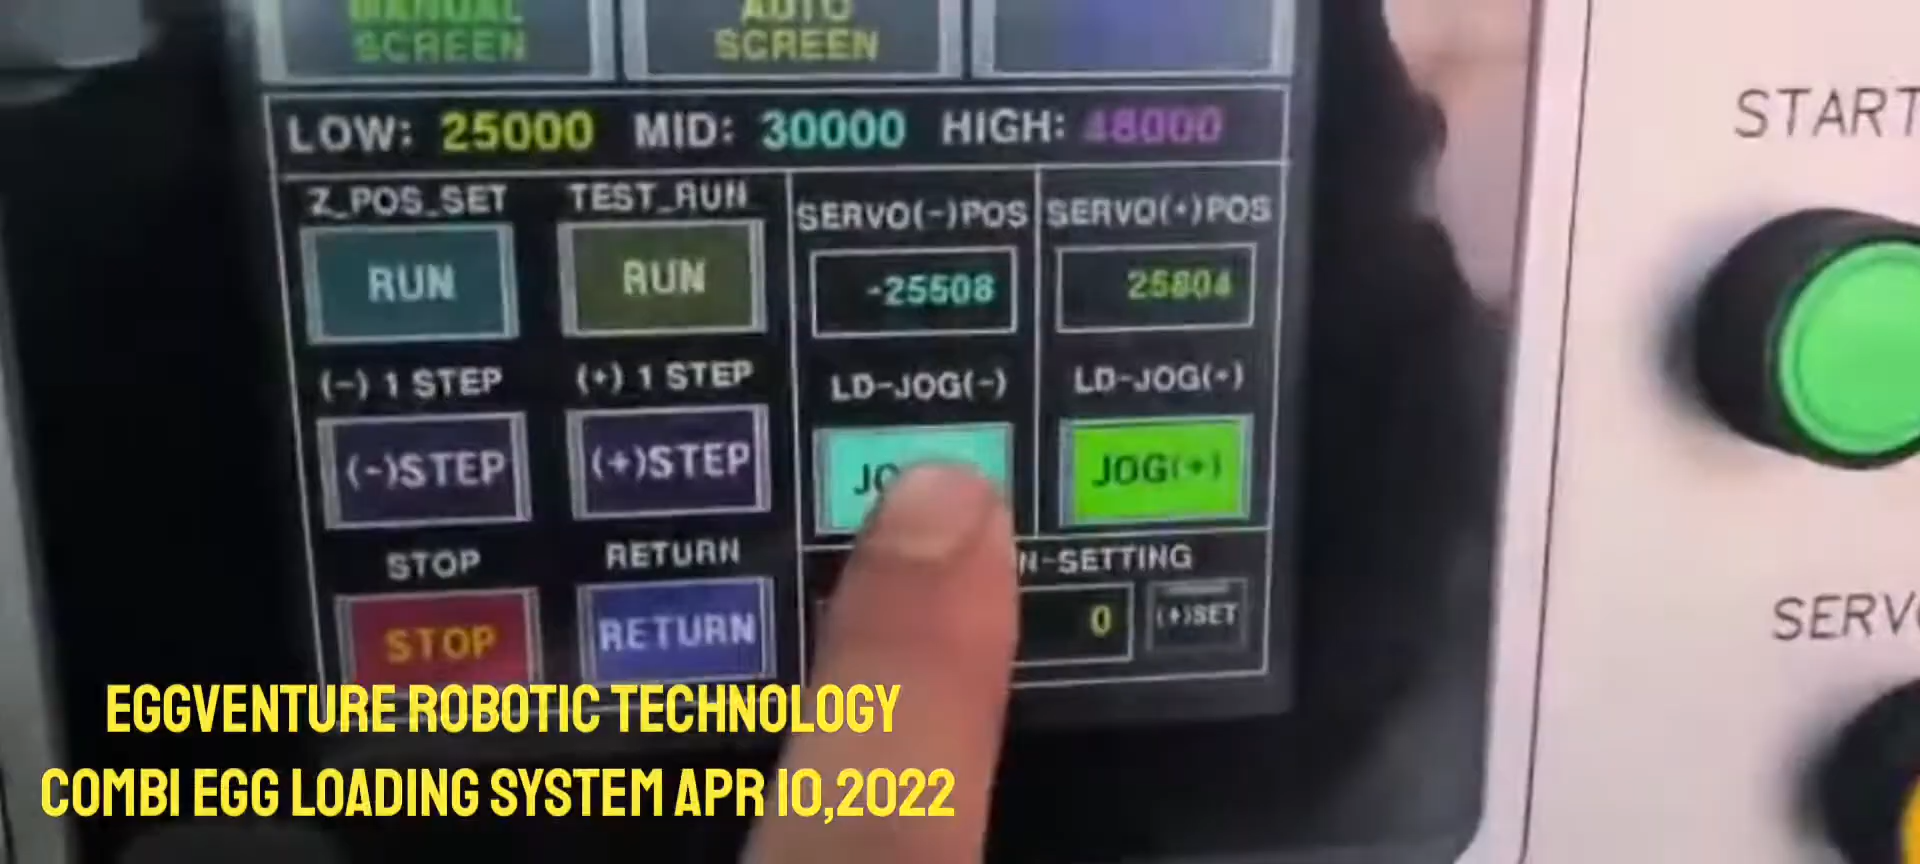 MANUAL AUTO
SCREEN SCREEN
LOW: 25000 MID: 30000 HIGH: 48000
Z_POS_SET TEST_RUN SERVO(-)POS SERVO(+)POS
RUN RUN -25508 25804
(-) 1 STEP (+) 1 STEP LD-JOG(-) LD-JOG(+)
(-)STEP (+)STEP JOG(+)
STOP RETURN N-SETTING
STOP RETURN 0 (+)SET
START
SERVO
EGGVENTURE ROBOTIC TECHNOLOGY
COMBI EGG LOADING SYSTEM APR 10,2022